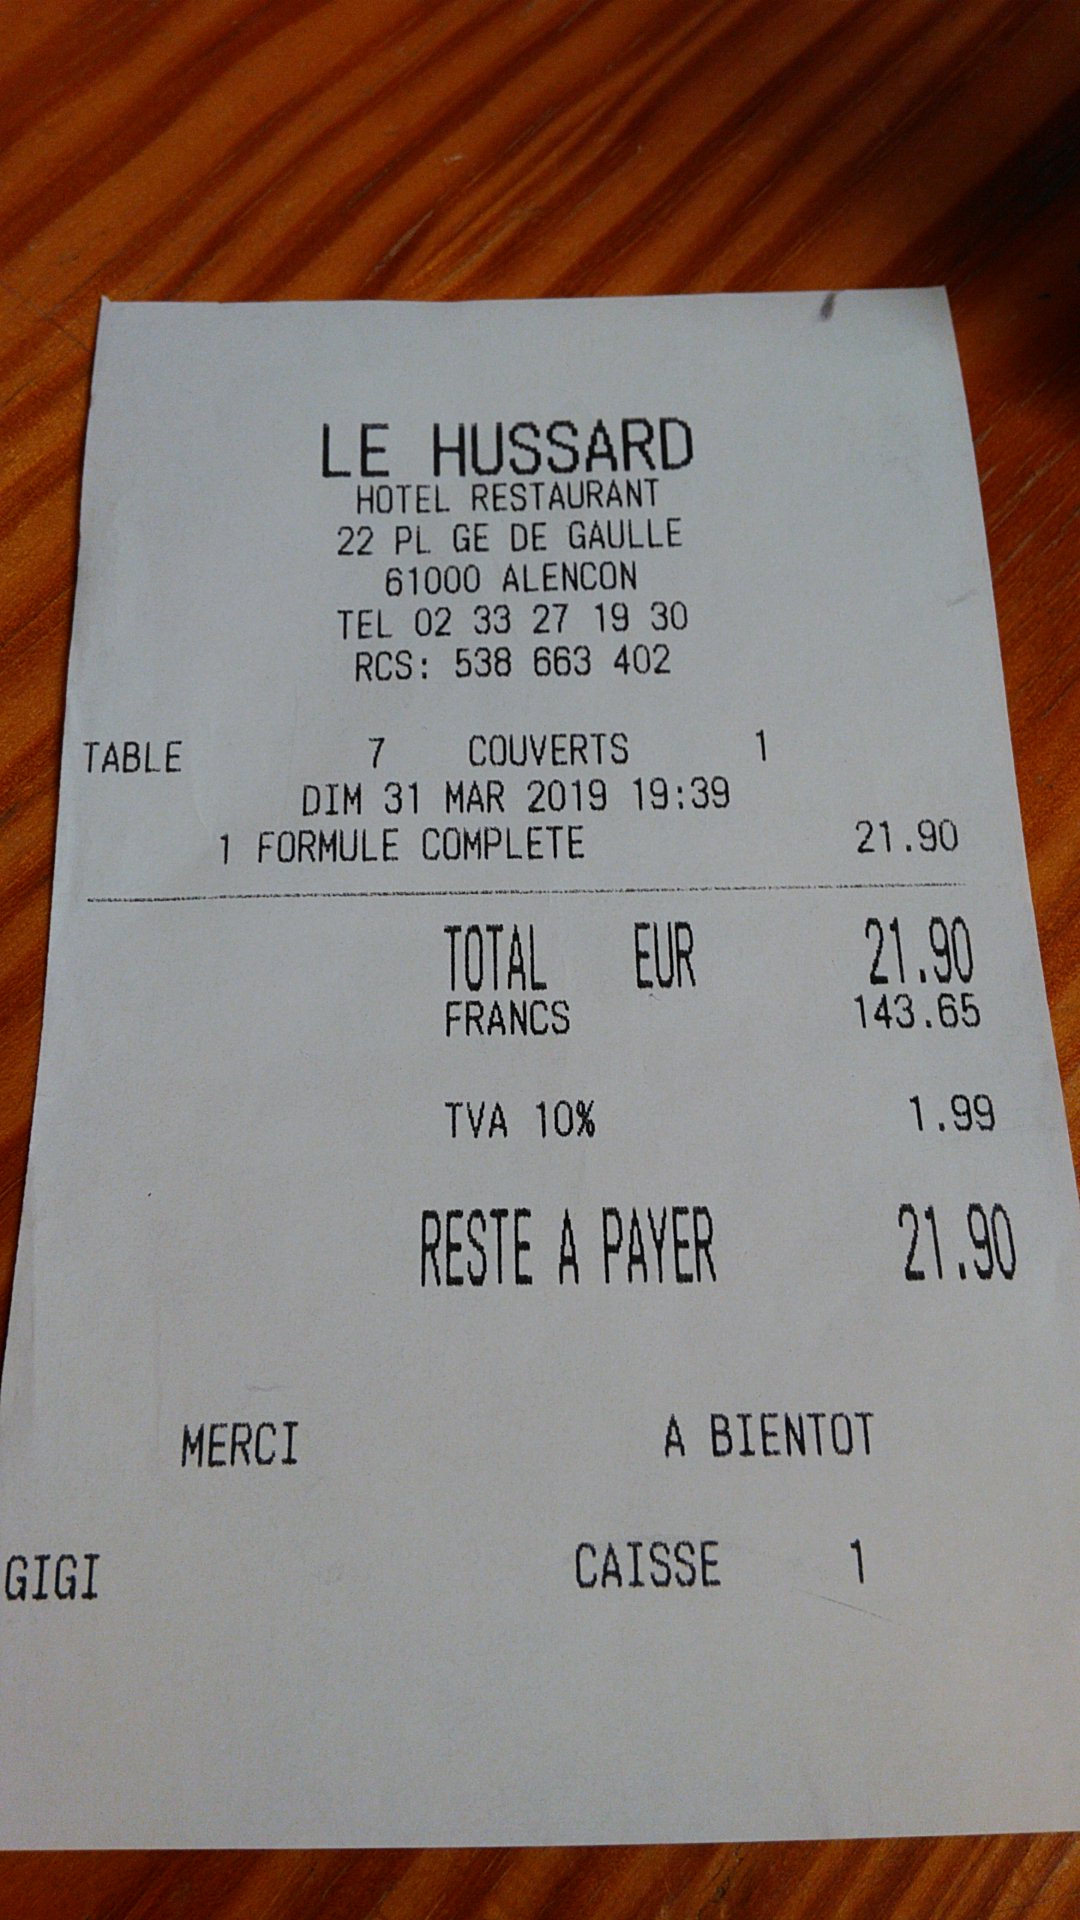 LE HUSSARD
HOTEL RESTAURANT
22 PL GE DE GAULLE
61000 ALENCON
TEL 02 33 27 19 30
RCS: 538 663 402
TABLE 7 COUVERTS 1
DIM 31 MAR 2019 19:39
1 FORMULE COMPLETE 21.90
TOTAL EUR 21.90
FRANCS 143.65
TVA 10% 1.99
RESTE A PAYER 21.90
MERCI A BIENTOT
GIGI CAISSE 1